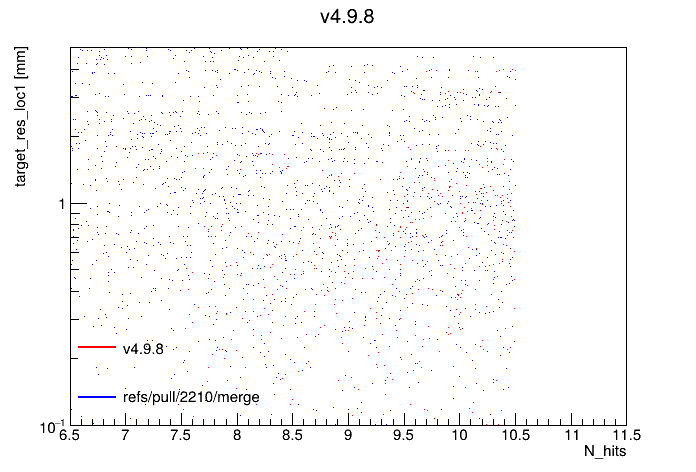 v4.9.8
target_res_loc1 [mm]
1
10⁻¹
v4.9.8
refs/pull/2210/merge
6.5 7 7.5 8 8.5 9 9.5 10 10.5 11 11.5
N_hits